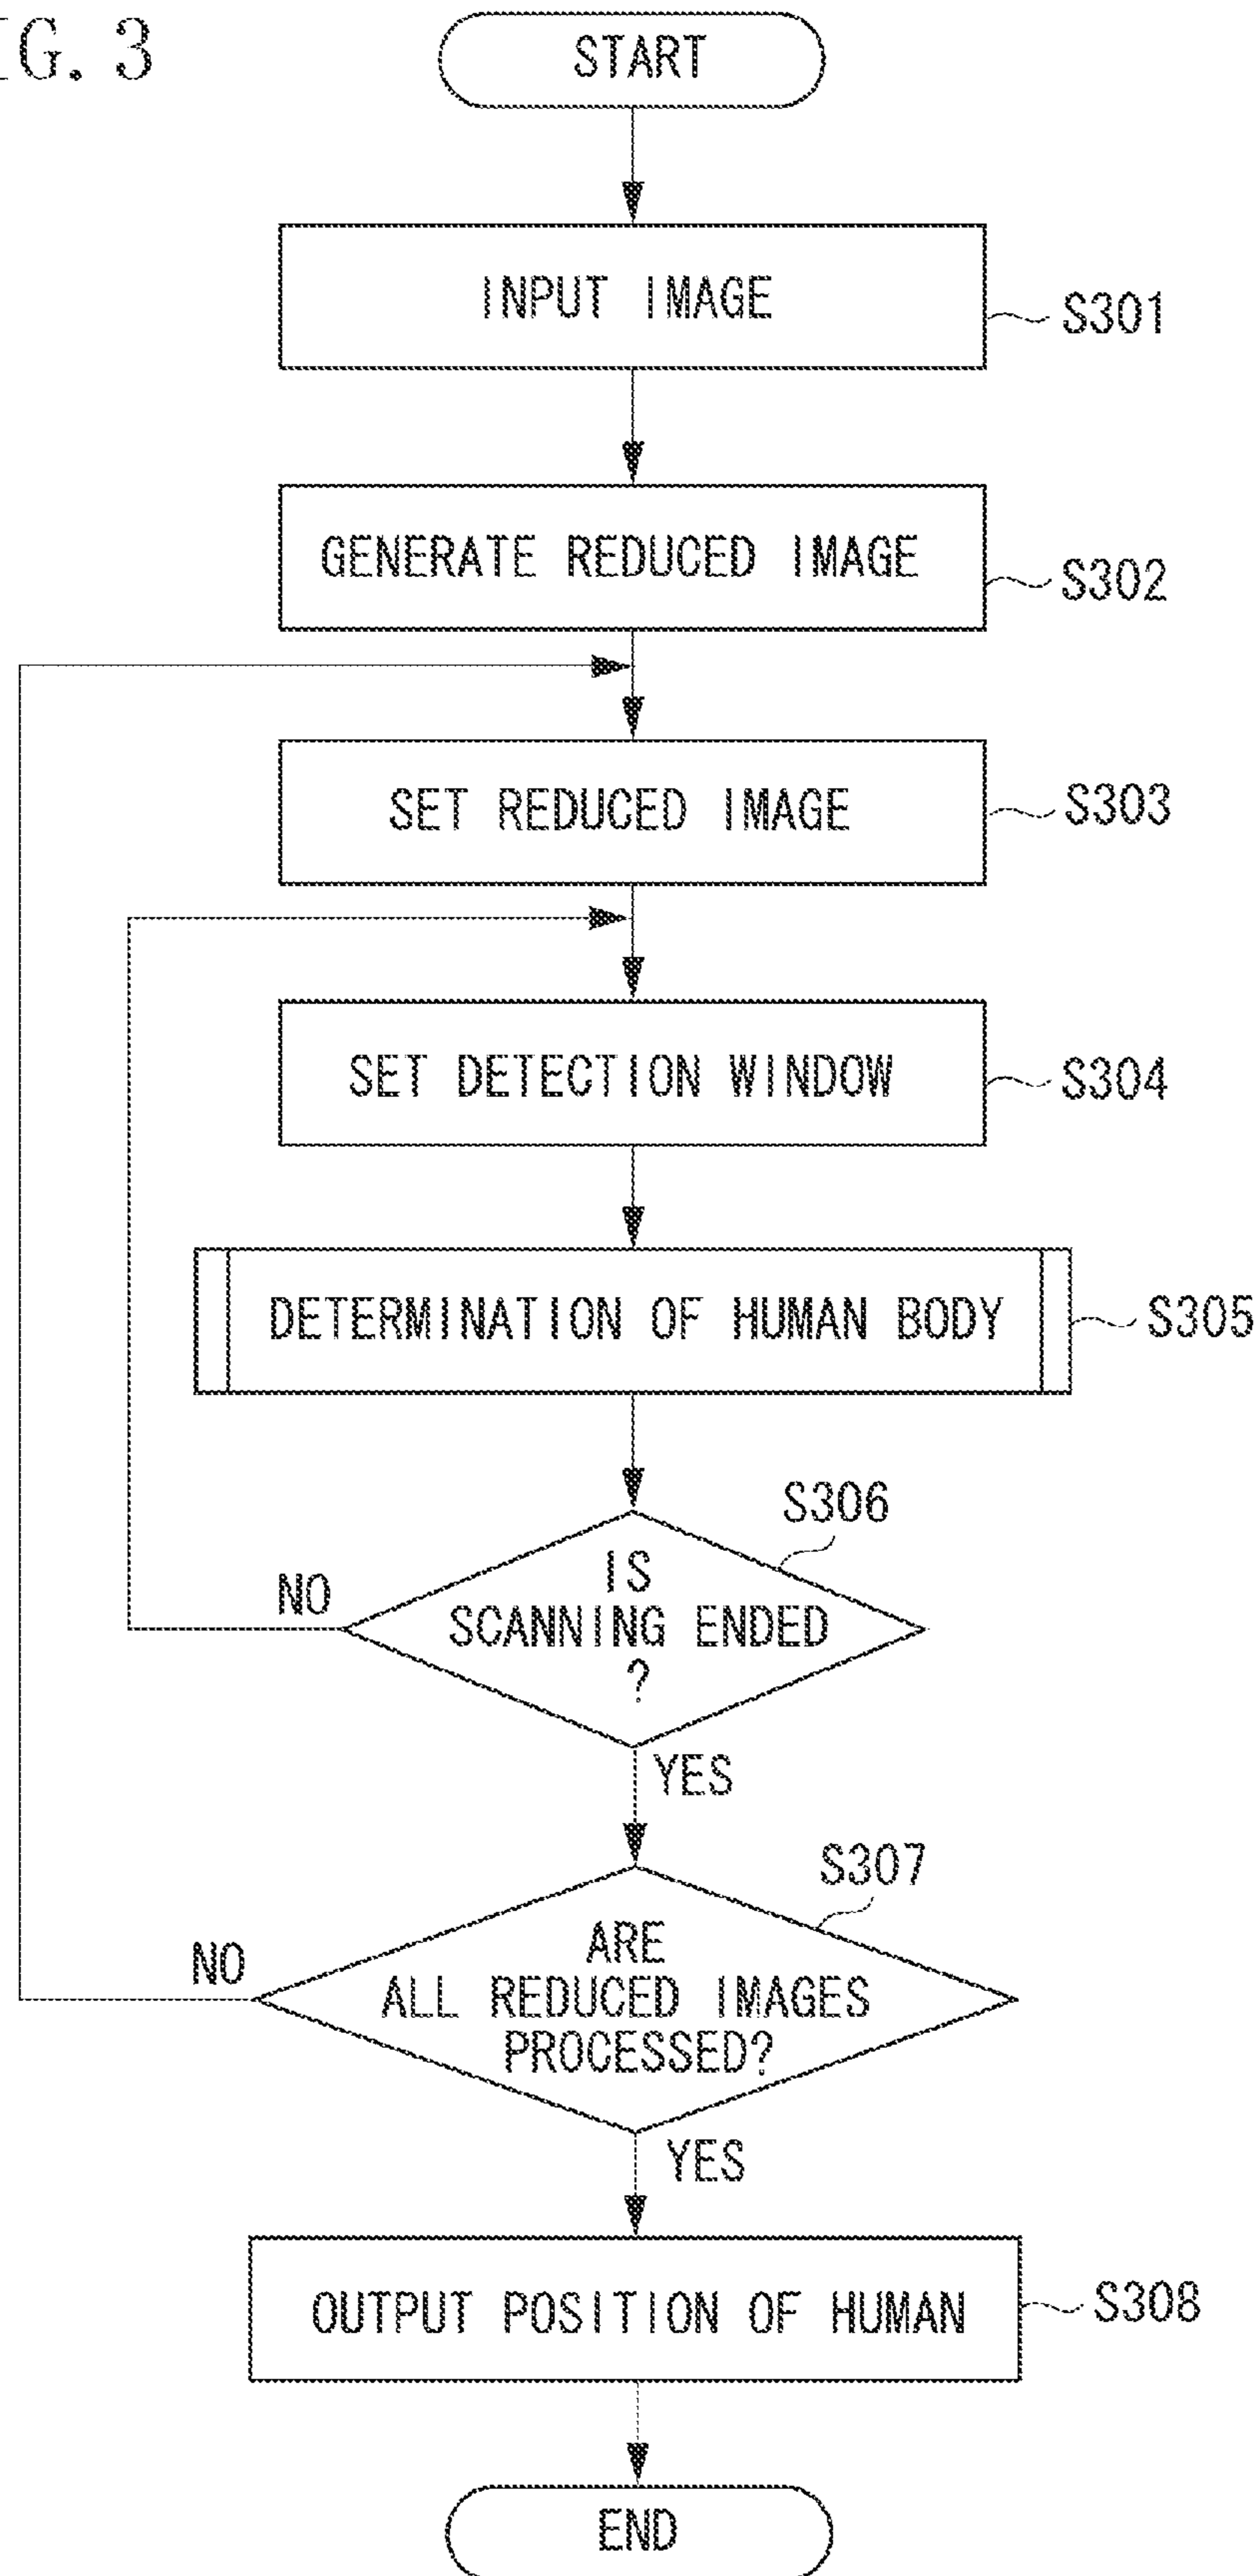 IG. 3
START
INPUT IMAGE
S301
GENERATE REDUCED IMAGE
S302
SET REDUCED IMAGE
S303
SET DETECTION WINDOW
S304
DETERMINATION OF HUMAN BODY
S305
S306
IS
SCANNING ENDED
?
NO
YES
S307
ARE
ALL REDUCED IMAGES
PROCESSED?
NO
YES
OUTPUT POSITION OF HUMAN
S308
END